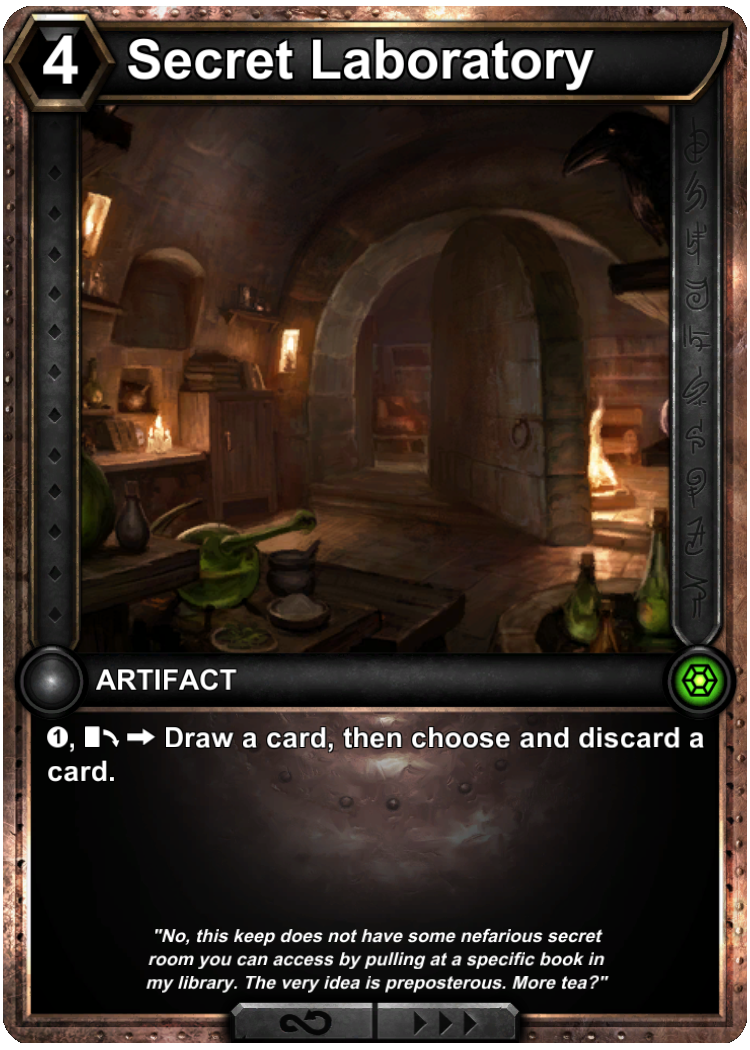 4
Secret Laboratory
ARTIFACT
1, ➡ Draw a card, then choose and discard a
card.
"No, this keep does not have some nefarious secret
room you can access by pulling at a specific book in
my library. The very idea is preposterous. More tea?"